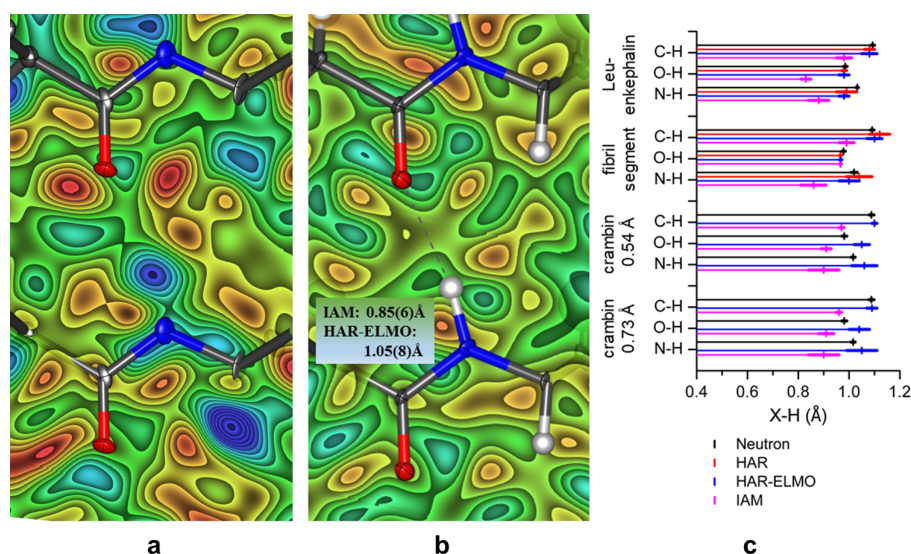 IAM: 0.85(6)Å
HAR-ELMO:
1.05(8)Å
a
b
Leu-
enkephalin
C-H
O-H
N-H
fibril
segment
C-H
O-H
N-H
crambin
0.54 Å
C-H
O-H
N-H
crambin
0.73 Å
C-H
O-H
N-H
0.4 0.6 0.8 1.0 1.2
X-H (Å)
Neutron
HAR
HAR-ELMO
IAM
c